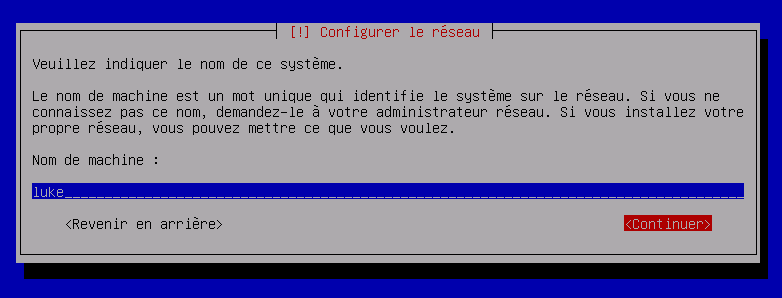 [!] Configurer le réseau
Veuillez indiquer le nom de ce système.
Le nom de machine est un mot unique qui identifie le système sur le réseau. Si vous ne
connaissez pas ce nom, demandez-le à votre administrateur réseau. Si vous installez votre
propre réseau, vous pouvez mettre ce que vous voulez.
Nom de machine :
luke
<Revenir en arrière> <Continuer>